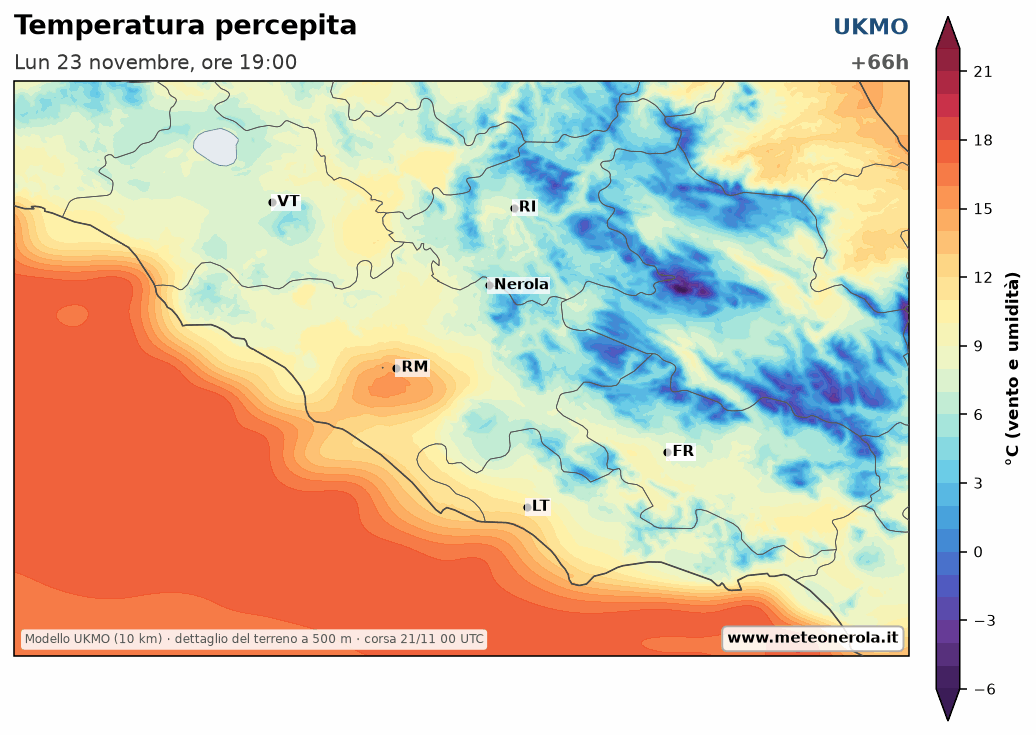 Temperatura percepita
UKMO
Lun 23 novembre, ore 19:00
+66h
21
18
15
12
9
6
3
0
−3
−6
°C (vento e umidità)
VT
RI
Nerola
RM
FR
LT
Modello UKMO (10 km) · dettaglio del terreno a 500 m · corsa 21/11 00 UTC
www.meteonerola.it